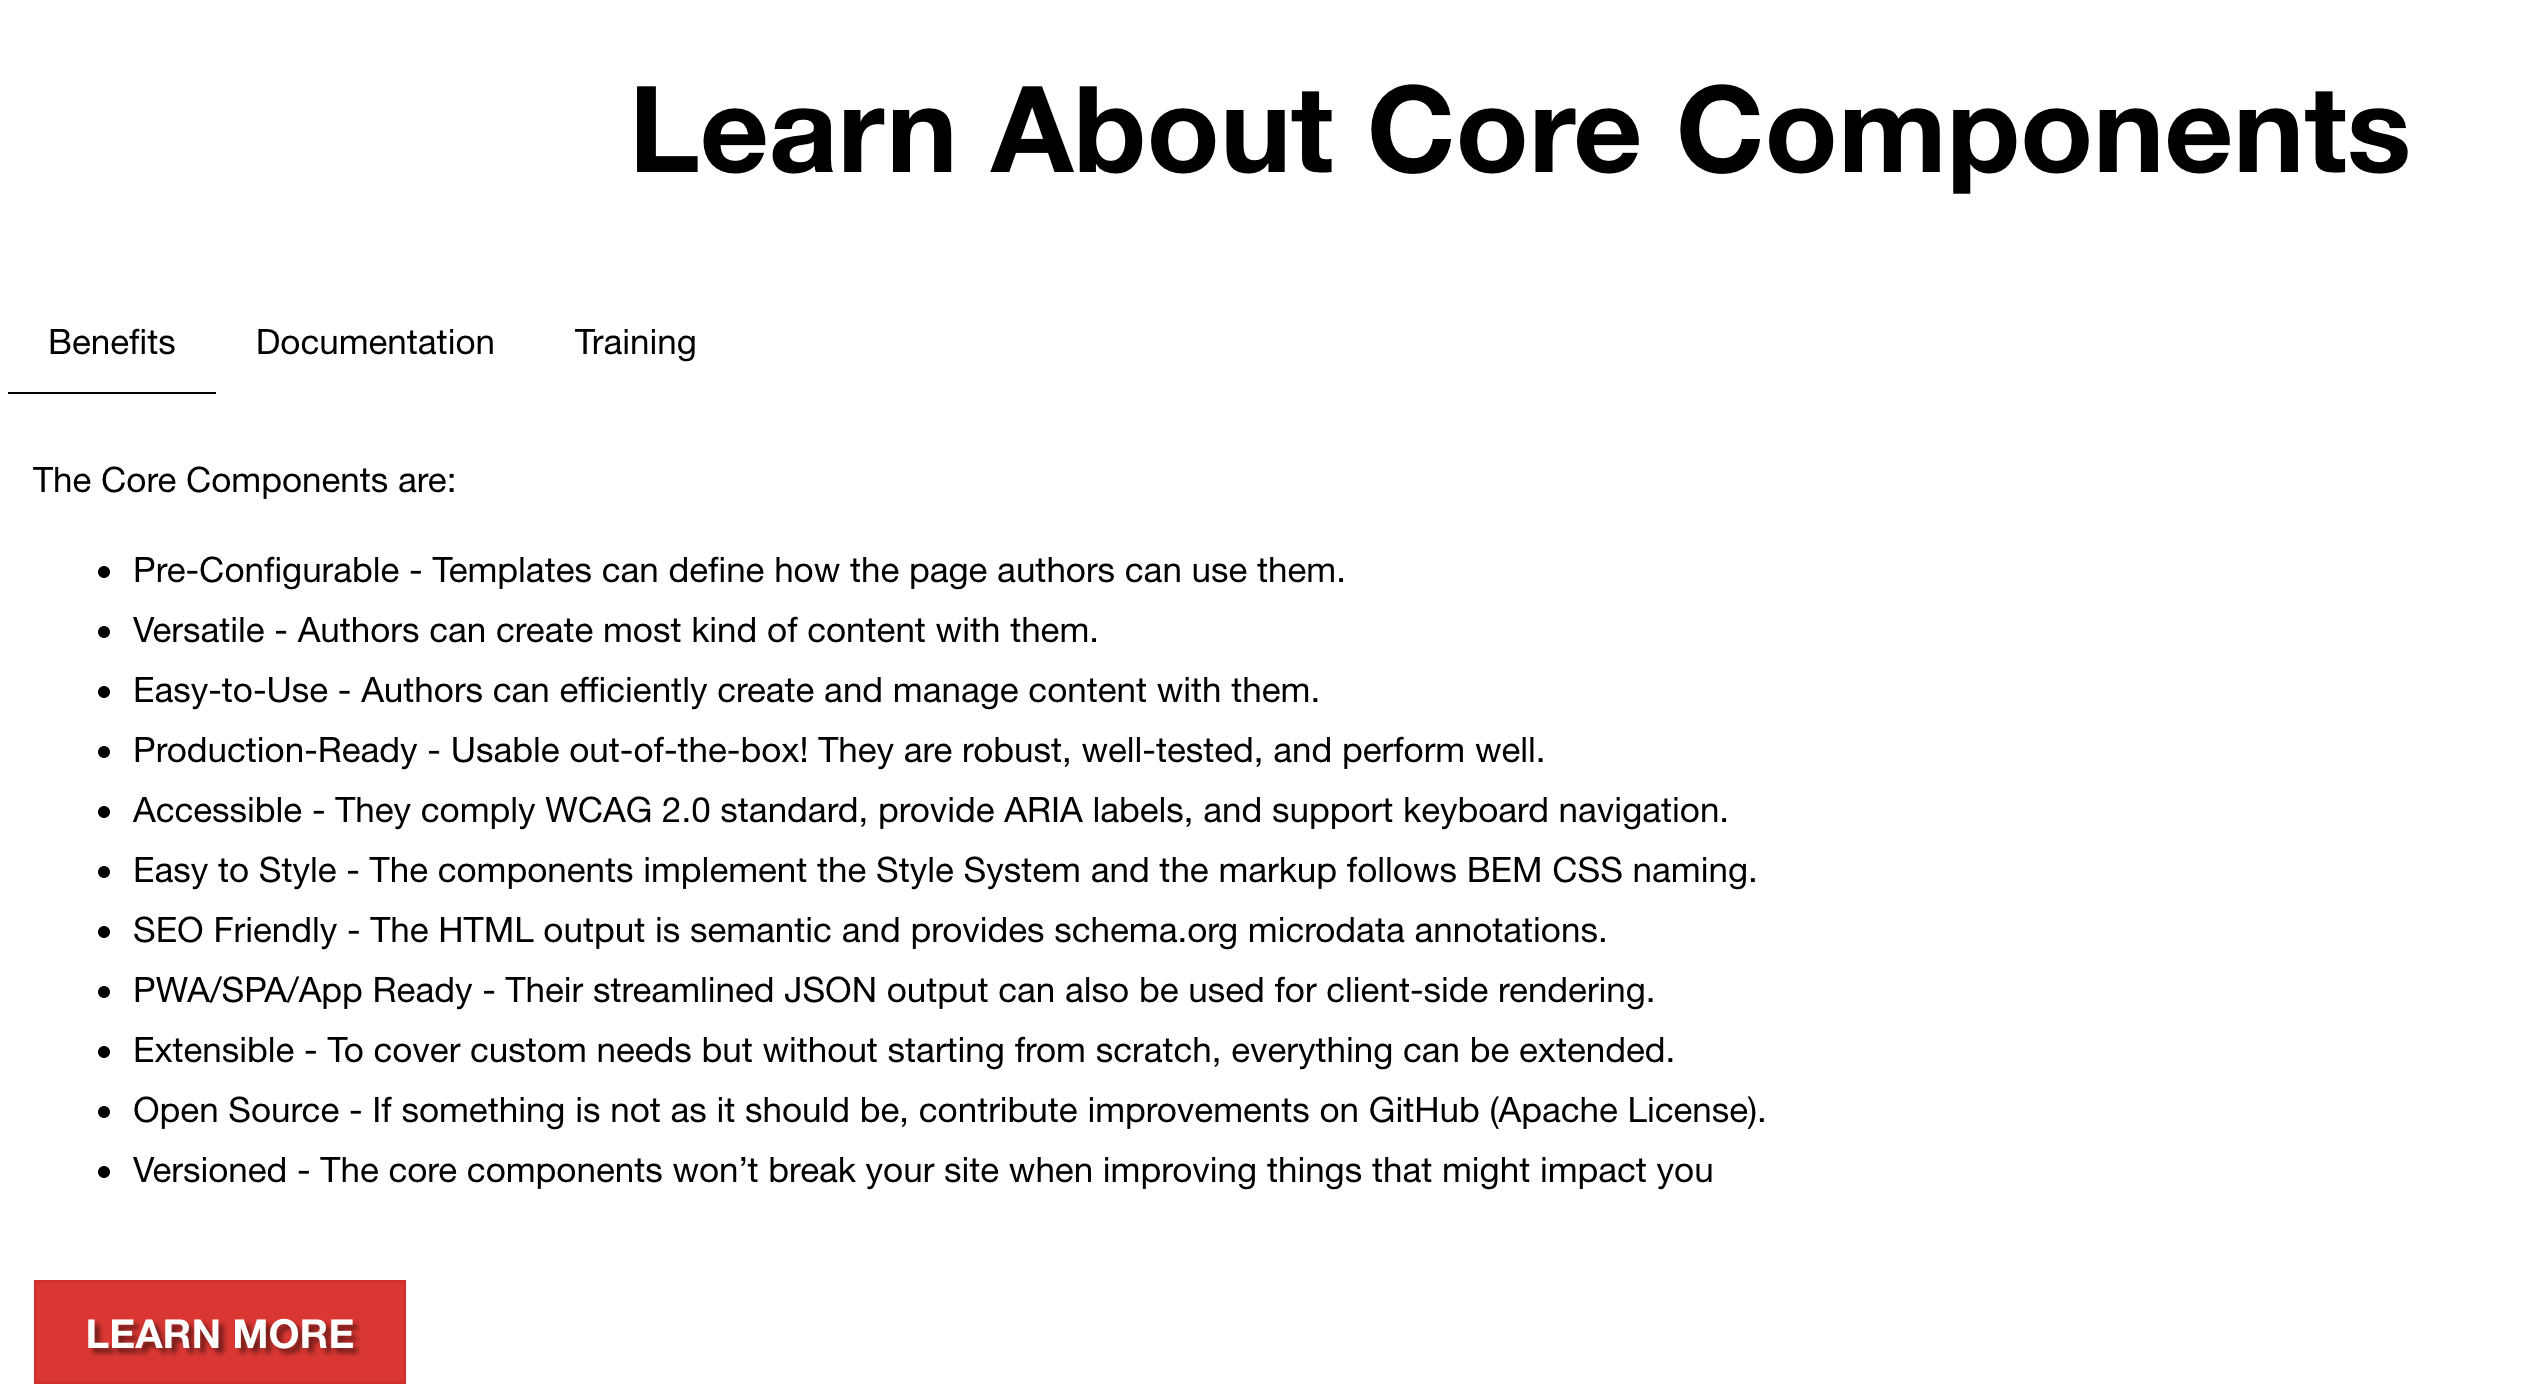 Learn About Core Components
Benefits Documentation Training
The Core Components are:
• Pre-Configurable - Templates can define how the page authors can use them.
• Versatile - Authors can create most kind of content with them.
• Easy-to-Use - Authors can efficiently create and manage content with them.
• Production-Ready - Usable out-of-the-box! They are robust, well-tested, and perform well.
• Accessible - They comply WCAG 2.0 standard, provide ARIA labels, and support keyboard navigation.
• Easy to Style - The components implement the Style System and the markup follows BEM CSS naming.
• SEO Friendly - The HTML output is semantic and provides schema.org microdata annotations.
• PWA/SPA/App Ready - Their streamlined JSON output can also be used for client-side rendering.
• Extensible - To cover custom needs but without starting from scratch, everything can be extended.
• Open Source - If something is not as it should be, contribute improvements on GitHub (Apache License).
• Versioned - The core components won’t break your site when improving things that might impact you
LEARN MORE